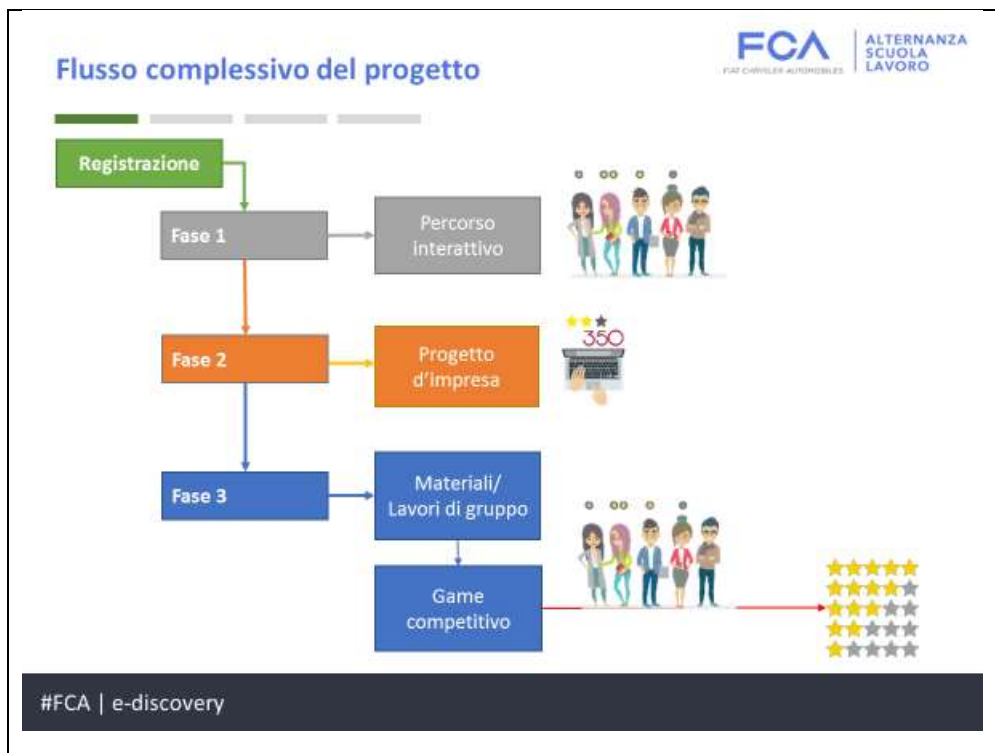 Flusso complessivo del progetto
FCA
FIAT CHRYSLER AUTOMOBILES
ALTERNANZA
SCUOLA
LAVORO
Registrazione
Fase 1
Percorso
interattivo
Fase 2
Progetto
d'impresa
350
Fase 3
Materiali/
Lavori di gruppo
Game
competitivo
#FCA | e-discovery